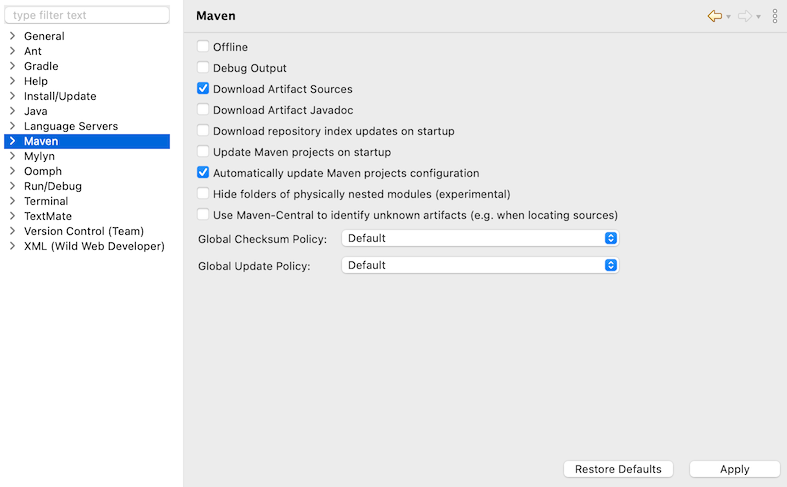 type filter text
General
Ant
Gradle
Help
Install/Update
Java
Language Servers
Maven
Mylyn
Oomph
Run/Debug
Terminal
TextMate
Version Control (Team)
XML (Wild Web Developer)
Maven
Offline
Debug Output
Download Artifact Sources
Download Artifact Javadoc
Download repository index updates on startup
Update Maven projects on startup
Automatically update Maven projects configuration
Hide folders of physically nested modules (experimental)
Use Maven-Central to identify unknown artifacts (e.g. when locating sources)
Global Checksum Policy: Default
Global Update Policy: Default
Restore Defaults Apply